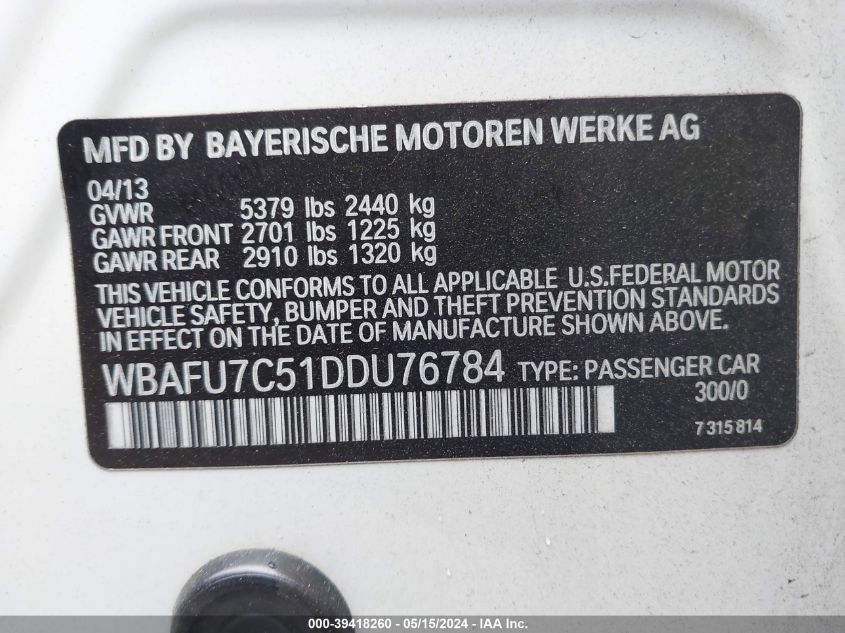 MFD BY BAYERISCHE MOTOREN WERKE AG
04/13
GVWR 5379 lbs 2440 kg
GAWR FRONT 2701 lbs 1225 kg
GAWR REAR 2910 lbs 1320 kg
THIS VEHICLE CONFORMS TO ALL APPLICABLE U.S.FEDERAL MOTOR
VEHICLE SAFETY, BUMPER AND THEFT PREVENTION STANDARDS
IN EFFECT ON THE DATE OF MANUFACTURE SHOWN ABOVE.
WBAFU7C51DDU76784 TYPE: PASSENGER CAR
300/0
7 315 814
000-39418260 - 05/15/2024 - IAA Inc.